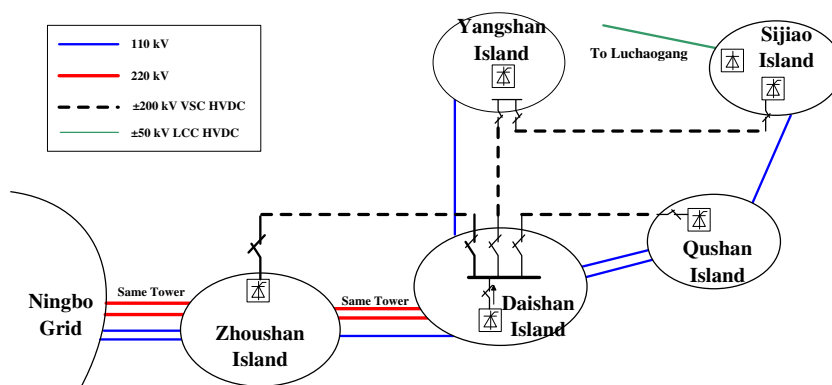 110 kV
220 kV
±200 kV VSC HVDC
±50 kV LCC HVDC
Yangshan
Island
To Luchaogang
Sijiao
Island
Qushan
Island
Same Tower
Ningbo
Grid
Zhoushan
Island
Same Tower
Daishan
Island